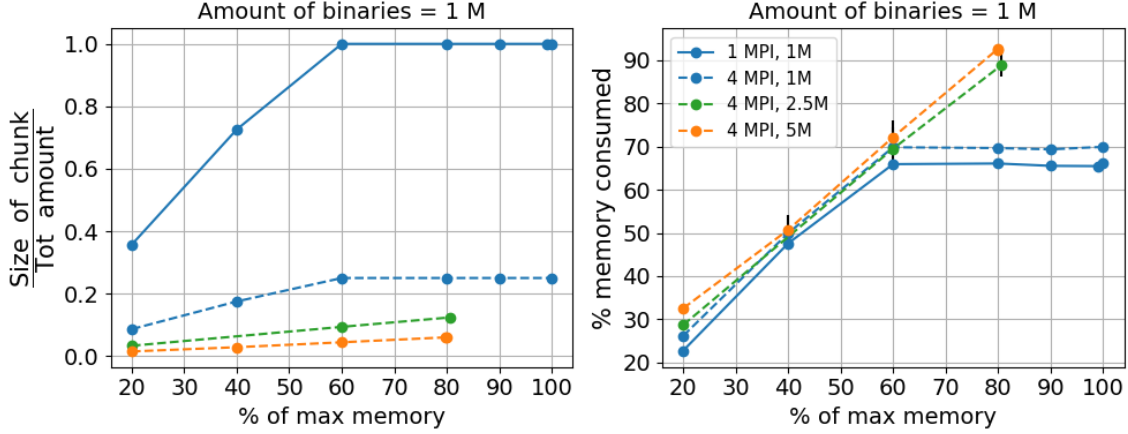 Amount of binaries = 1 M
Size of chunk
Tot amount
1.0
0.8
0.6
0.4
0.2
0.0
20 30 40 50 60 70 80 90 100
% of max memory
Amount of binaries = 1 M
1 MPI, 1M
4 MPI, 1M
4 MPI, 2.5M
4 MPI, 5M
% memory consumed
90
80
70
60
50
40
30
20
20 30 40 50 60 70 80 90 100
% of max memory